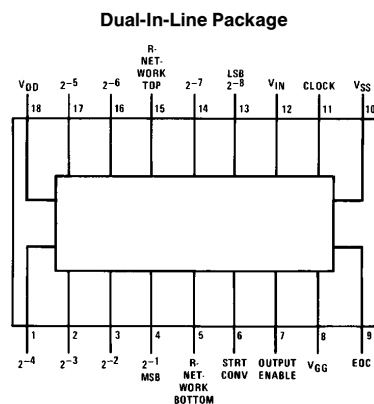 Dual-In-Line Package
R-
NET-
WORK
TOP
LSB
VDD 2-5 2-6 2-7 2-8 VIN CLOCK VSS
18 17 16 15 14 13 12 11 10
1 2 3 4 5 6 7 8 9
2-4 2-3 2-2 2-1 R- STRT OUTPUT VGG EOC
MSB NET- CONV ENABLE
WORK
BOTTOM